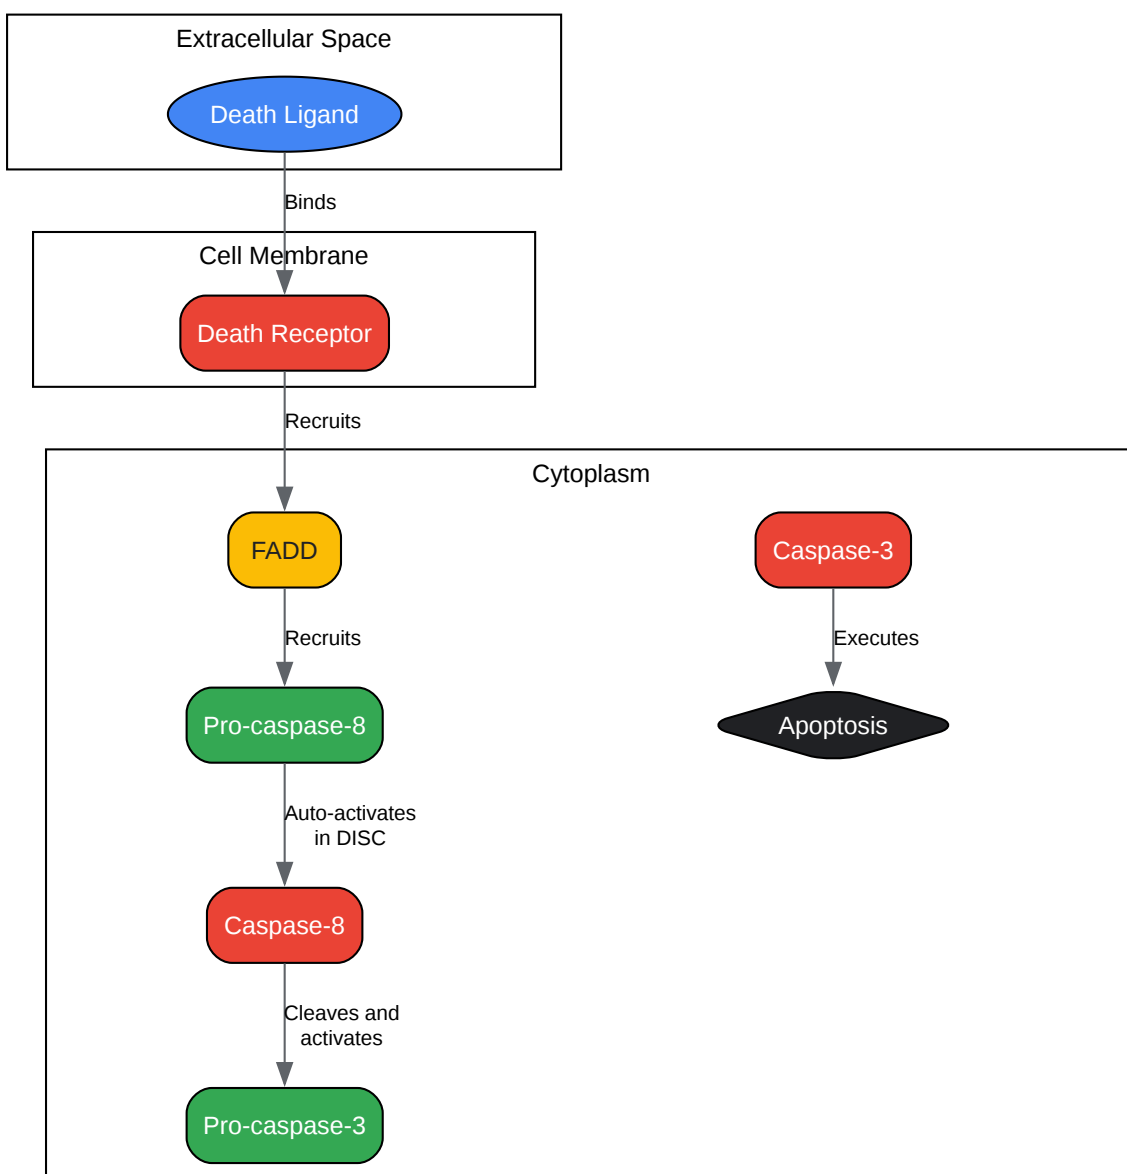 Extracellular Space
Death Ligand
Binds
Cell Membrane
Death Receptor
Recruits
Cytoplasm
FADD
Caspase-3
Recruits
Executes
Pro-caspase-8
Apoptosis
Auto-activates
in DISC
Caspase-8
Cleaves and
activates
Pro-caspase-3